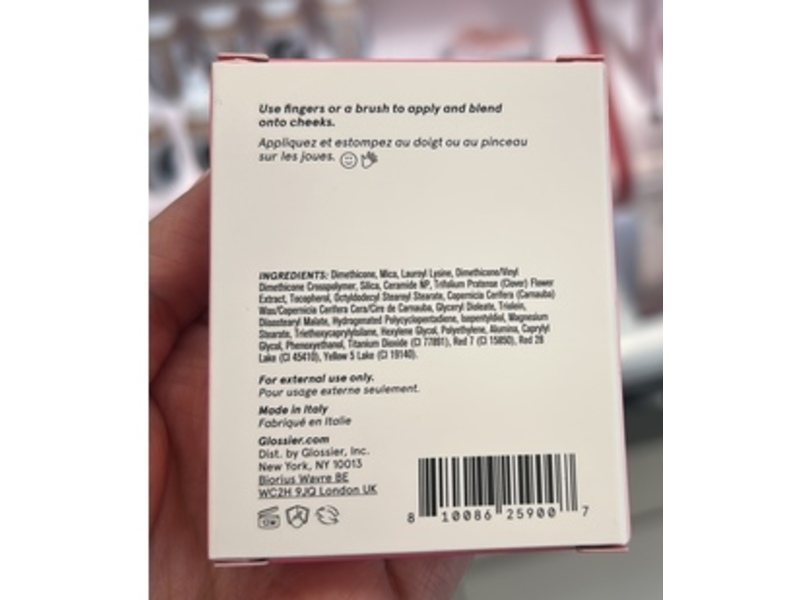 Use fingers or a brush to apply and blend
onto cheeks.
Appliquez et estompez au doigt ou au pinceau
sur les joues.
INGREDIENTS: Dimethicone, Mica, Lauroyl Lysine, Dimethicone/Vinyl
Dimethicone Crosspolymer, Silica, Ceramide NP, Trifolium Pratense (Clover) Flower
Extract, Tocopherol, Octyldodecyl Stearoyl Stearate, Copernicia Cerifera (Carnauba)
Wax/Copernicia Cerifera Cera/Cire de Carnauba, Glyceryl Dioleate, Triolein,
Diisostearyl Malate, Hydrogenated Polycyclopentadiene, Isopentyldiol, Magnesium
Stearate, Triethoxycaprylylsilane, Hexylene Glycol, Polyethylene, Alumina, Caprylyl
Glycol, Phenoxyethanol, Titanium Dioxide (CI 77891), Red 7 (CI 15850), Red 28
Lake (CI 45410), Yellow 5 Lake (CI 19140).
For external use only.
Pour usage externe seulement.
Made in Italy
Fabriqué en Italie
Glossier.com
Dist. by Glossier, Inc.
New York, NY 10013
Biorius Wavre BE
WC2H 9JQ London UK
8 10086 25900 7